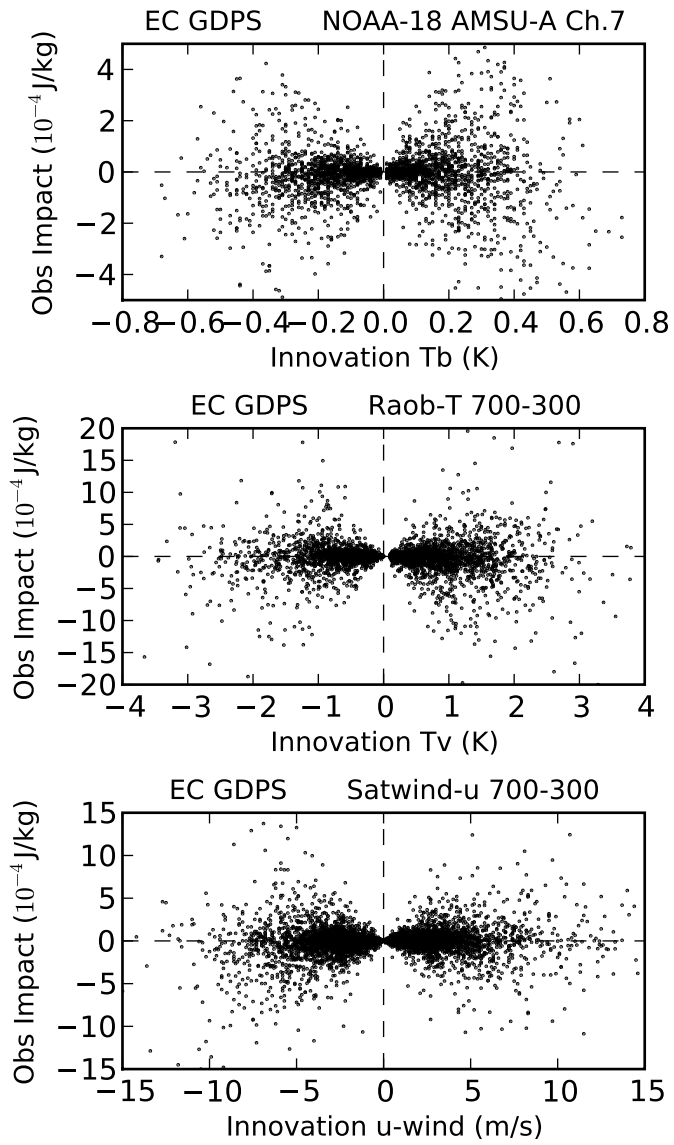 EC GDPS NOAA-18 AMSU-A Ch.7
4
2
0
−2
−4
Obs Impact (10⁻⁴ J/kg)
−0.8 −0.6 −0.4 −0.2 0.0 0.2 0.4 0.6 0.8
Innovation Tb (K)
EC GDPS Raob-T 700-300
20
15
10
5
0
−5
−10
−15
−20
Obs Impact (10⁻⁴ J/kg)
−4 −3 −2 −1 0 1 2 3 4
Innovation Tv (K)
EC GDPS Satwind-u 700-300
15
10
5
0
−5
−10
−15
Obs Impact (10⁻⁴ J/kg)
−15 −10 −5 0 5 10 15
Innovation u-wind (m/s)